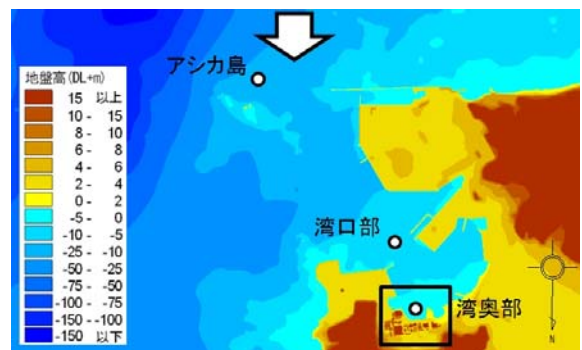 アシカ島
地盤高(DL+m)
15 以上
10 - 15
8 - 10
6 - 8
4 - 6
2 - 4
0 - 2
-5 - 0
-10 - -5
-25 - -10
-50 - -25
-75 - -50
-100 - -75
-150 - -100
-150 以下
湾口部
湾奥部
N